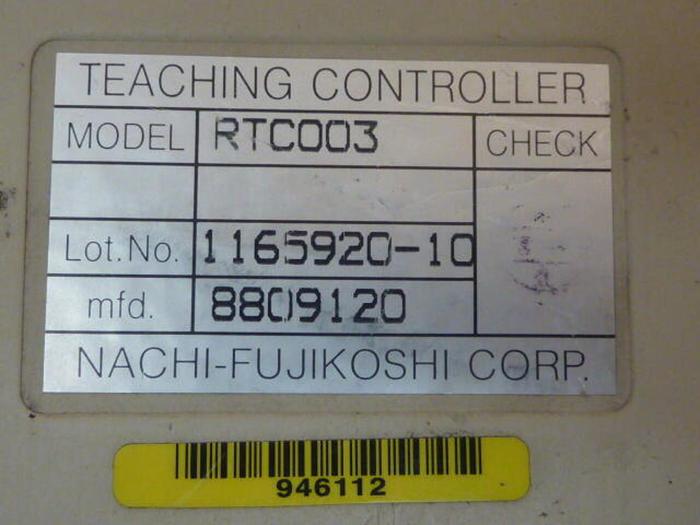 TEACHING CONTROLLER
MODEL RTC003 CHECK
Lot.No. 1165920-10
mfd. 8809120
NACHI-FUJIKOSHI CORP.
946112